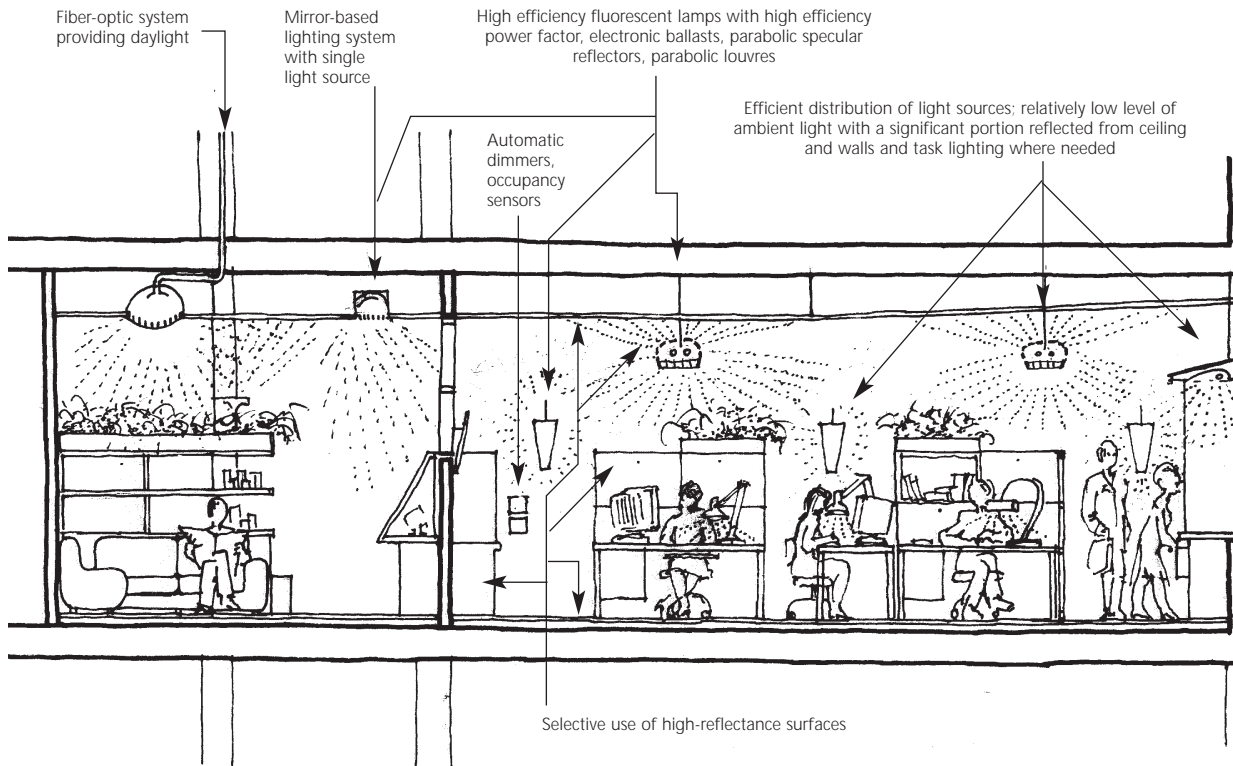 Fiber-optic system
providing daylight
Mirror-based
lighting system
with single
light source
High efficiency fluorescent lamps with high efficiency
power factor, electronic ballasts, parabolic specular
reflectors, parabolic louvres
Automatic
dimmers,
occupancy
sensors
Efficient distribution of light sources; relatively low level of
ambient light with a significant portion reflected from ceiling
and walls and task lighting where needed
Selective use of high-reflectance surfaces